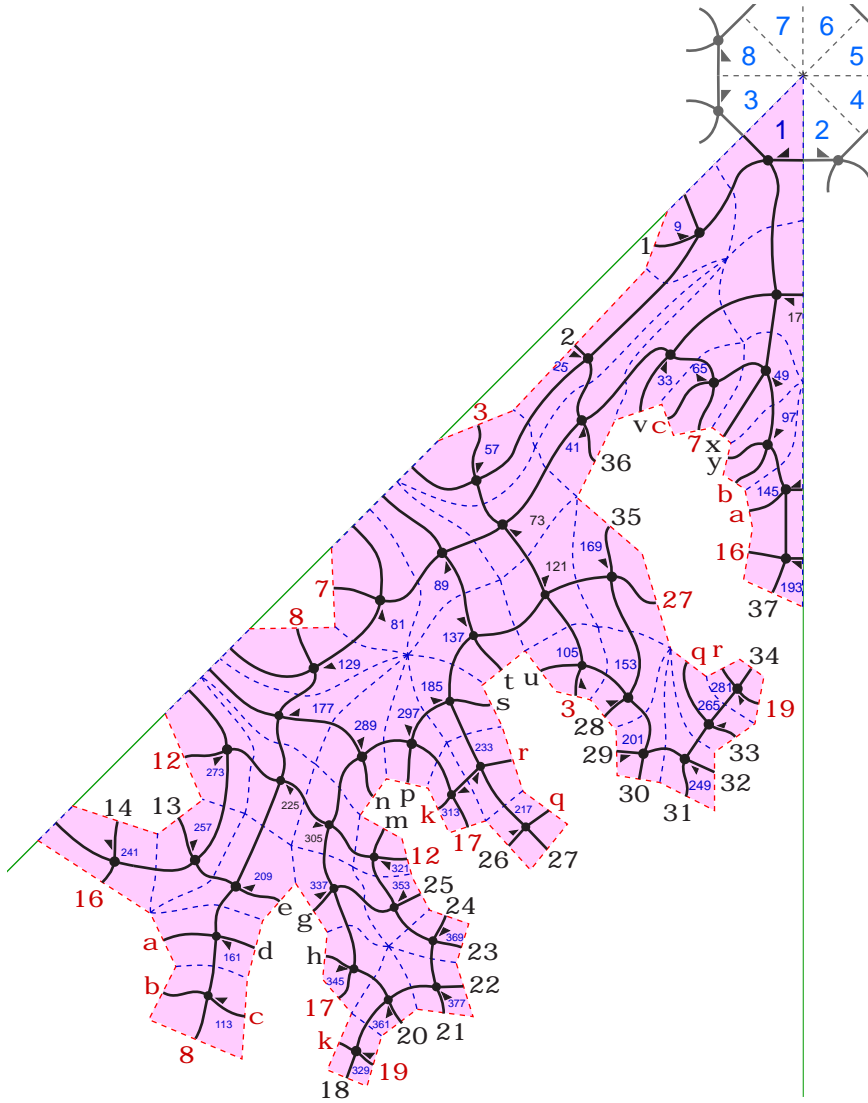 7 6
8 5
3 4
1 2
9
1
17
2
25
33 65 49
3
v c 97
7 x
57 41 y
36
b 145
a
73 35
169 16
121
89 193
7 27 37
81
8
137 105 q r 34
129 153 281
t u
185 s 3 265 19
177
28 33
289 297
12 273 233 r 29 201 32
30 249 31
225 n p
14 13 m k 313 217 q
257 305 17
241 12 26 27
321
16 209 337 353 25
e g 24
a 161 d h 369 23
b 345 22
17 377
113 c 361 20 21
8 k
329 19
18